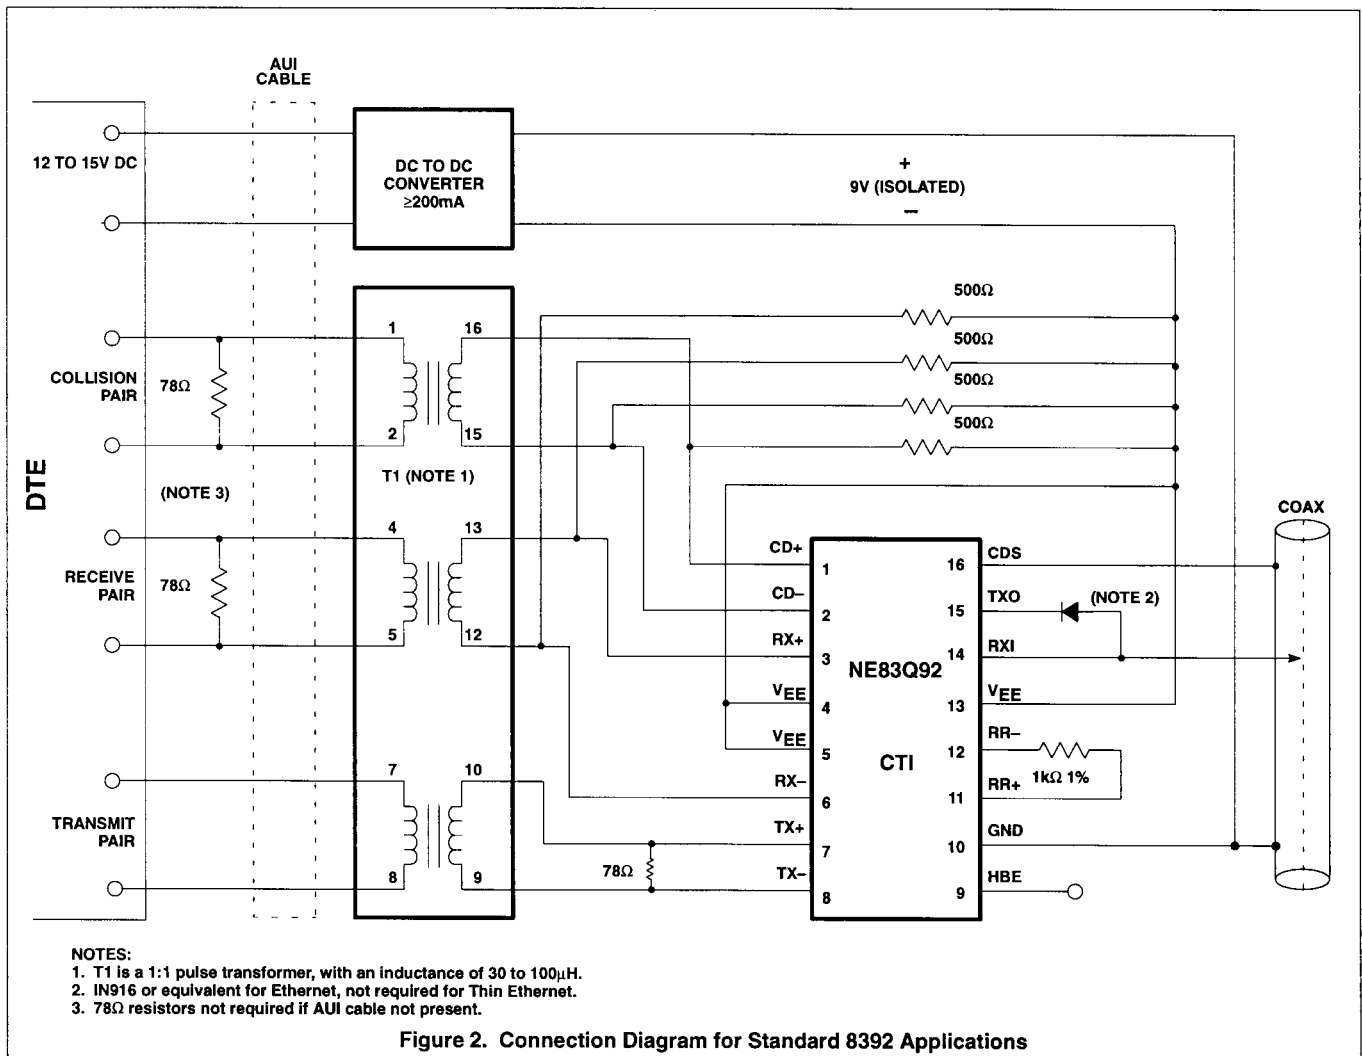 AUI
CABLE
12 TO 15V DC
DC TO DC
CONVERTER
≥200mA
+
9V (ISOLATED)
–
500Ω
500Ω
500Ω
500Ω
1
16
COLLISION
PAIR
78Ω
2
15
T1 (NOTE 1)
DTE
(NOTE 3)
4
13
RECEIVE
PAIR
78Ω
5
12
7
10
TRANSMIT
PAIR
8
9
78Ω
CD+
1
CD–
2
RX+
3
VEE
4
VEE
5
RX–
6
TX+
7
TX–
8
NE83Q92
CTI
16
CDS
15
TXO
(NOTE 2)
14
RXI
13
VEE
12
RR–
1kΩ 1%
11
RR+
10
GND
9
HBE
COAX
NOTES:
1. T1 is a 1:1 pulse transformer, with an inductance of 30 to 100µH.
2. IN916 or equivalent for Ethernet, not required for Thin Ethernet.
3. 78Ω resistors not required if AUI cable not present.
Figure 2. Connection Diagram for Standard 8392 Applications